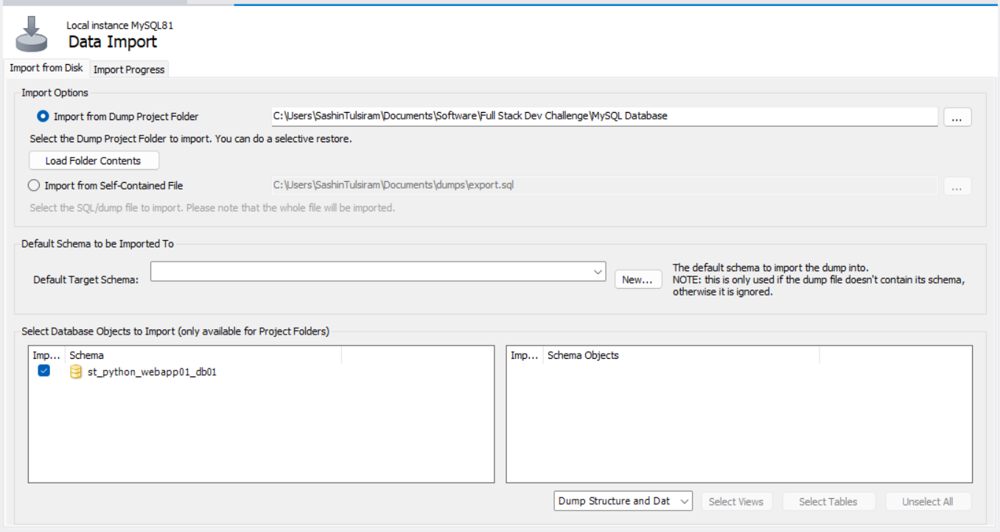 Local instance MySQL81
Data Import
Import from Disk
Import Progress
Import Options
Import from Dump Project Folder
C:\Users\SashinTulsiram\Documents\Software\Full Stack Dev Challenge\MySQL Database
...
Select the Dump Project Folder to import. You can do a selective restore.
Load Folder Contents
Import from Self-Contained File
C:\Users\SashinTulsiram\Documents\dumps\export.sql
...
Select the SQL/dump file to import. Please note that the whole file will be imported.
Default Schema to be Imported To
Default Target Schema:
New...
The default schema to import the dump into.
NOTE: this is only used if the dump file doesn't contain its schema,
otherwise it is ignored.
Select Database Objects to Import (only available for Project Folders)
Imp... Schema
st_python_webapp01_db01
Imp... Schema Objects
Dump Structure and Dat
Select Views
Select Tables
Unselect All